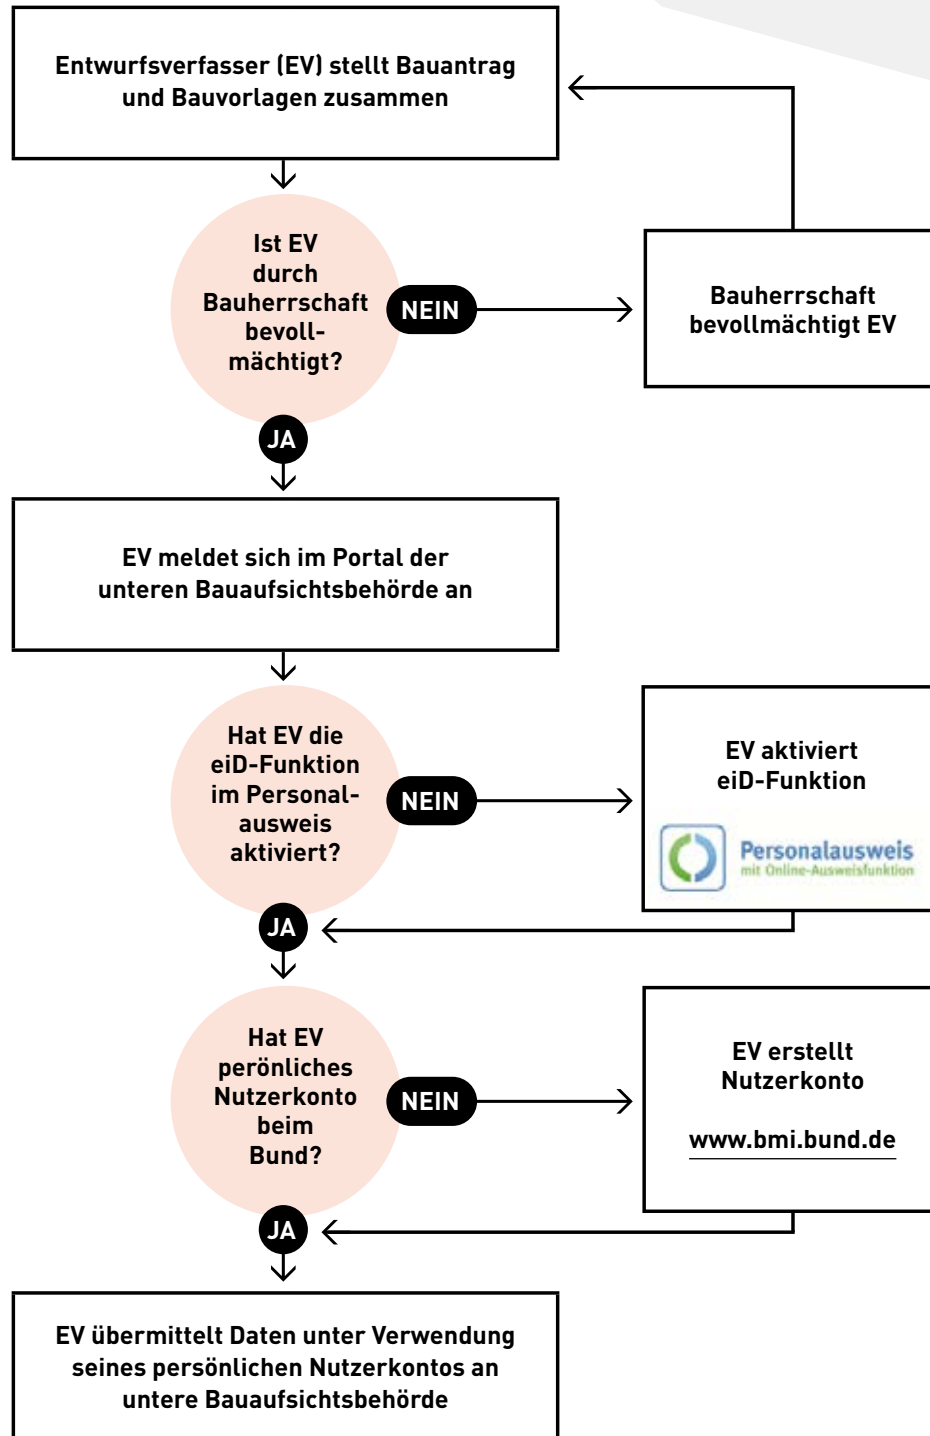 Entwurfsverfasser (EV) stellt Bauantrag
und Bauvorlagen zusammen
Ist EV
durch
Bauherrschaft
bevoll-
mächtigt?
NEIN
Bauherrschaft
bevollmächtigt EV
JA
EV meldet sich im Portal der
unteren Bauaufsichtsbehörde an
Hat EV die
eiD-Funktion
im Personal-
ausweis
aktiviert?
NEIN
EV aktiviert
eiD-Funktion
Personalausweis
mit Online-Ausweisfunktion
JA
Hat EV
perönliches
Nutzerkonto
beim
Bund?
NEIN
EV erstellt
Nutzerkonto
www.bmi.bund.de
JA
EV übermittelt Daten unter Verwendung
seines persönlichen Nutzerkontos an
untere Bauaufsichtsbehörde